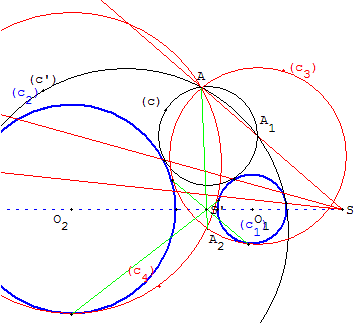 (c')
(c₂)
(c)
A
(c₃)
A₁
O₂
S'
O₁
S
A₂
(c₁)
(c₄)